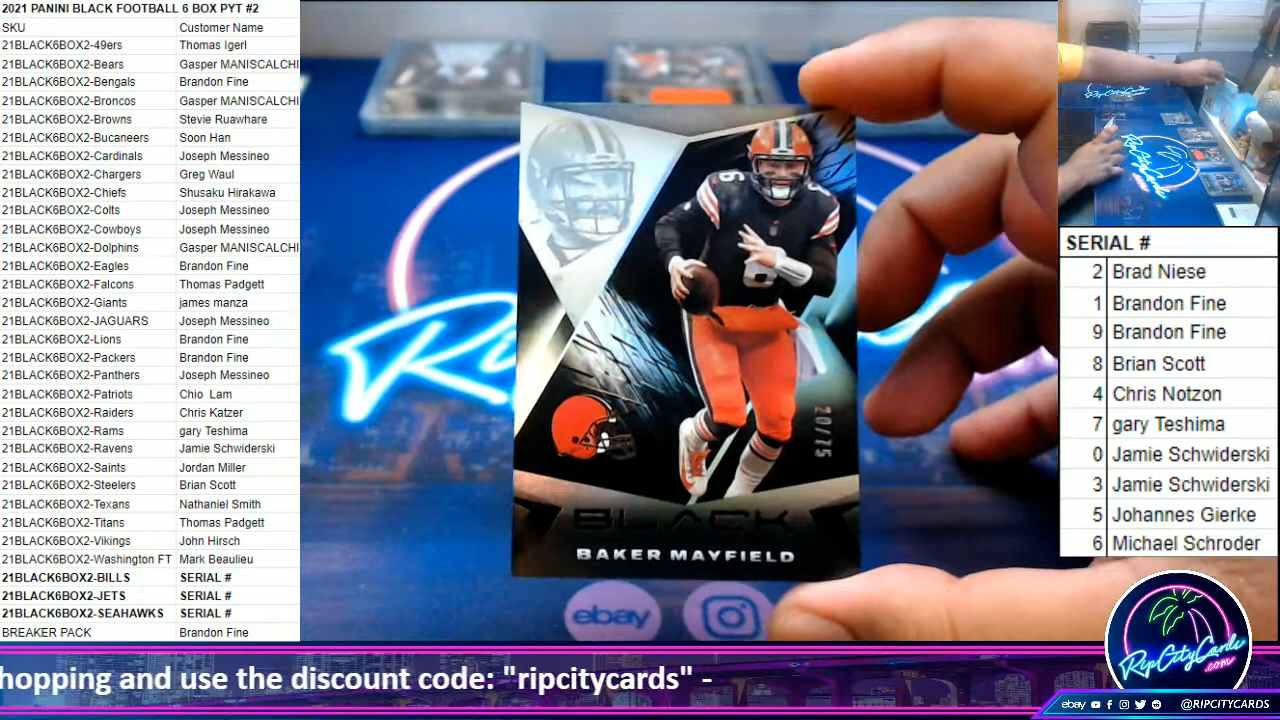 2021 PANINI BLACK FOOTBALL 6 BOX PYT #2
SKU Customer Name
21BLACK6BOX2-49ers Thomas Igerl
21BLACK6BOX2-Bears Gasper MANISCALCHI
21BLACK6BOX2-Bengals Brandon Fine
21BLACK6BOX2-Broncos Gasper MANISCALCHI
21BLACK6BOX2-Browns Stevie Ruawhare
21BLACK6BOX2-Bucaneers Soon Han
21BLACK6BOX2-Cardinals Joseph Messineo
21BLACK6BOX2-Chargers Greg Waul
21BLACK6BOX2-Chiefs Shusaku Hirakawa
21BLACK6BOX2-Colts Joseph Messineo
21BLACK6BOX2-Cowboys Joseph Messineo
21BLACK6BOX2-Dolphins Gasper MANISCALCHI
21BLACK6BOX2-Eagles Brandon Fine
21BLACK6BOX2-Falcons Thomas Padgett
21BLACK6BOX2-Giants james manza
21BLACK6BOX2-JAGUARS Joseph Messineo
21BLACK6BOX2-Lions Brandon Fine
21BLACK6BOX2-Packers Brandon Fine
21BLACK6BOX2-Panthers Joseph Messineo
21BLACK6BOX2-Patriots Chio Lam
21BLACK6BOX2-Raiders Chris Katzer
21BLACK6BOX2-Rams gary Teshima
21BLACK6BOX2-Ravens Jamie Schwiderski
21BLACK6BOX2-Saints Jordan Miller
21BLACK6BOX2-Steelers Brian Scott
21BLACK6BOX2-Texans Nathaniel Smith
21BLACK6BOX2-Titans Thomas Padgett
21BLACK6BOX2-Vikings John Hirsch
21BLACK6BOX2-Washington FT Mark Beaulieu
21BLACK6BOX2-BILLS SERIAL #
21BLACK6BOX2-JETS SERIAL #
21BLACK6BOX2-SEAHAWKS SERIAL #
BREAKER PACK Brandon Fine
6
6
20/75
BLACK
BAKER MAYFIELD
ebay
SERIAL #
2 Brad Niese
1 Brandon Fine
9 Brandon Fine
8 Brian Scott
4 Chris Notzon
7 gary Teshima
0 Jamie Schwiderski
3 Jamie Schwiderski
5 Johannes Gierke
6 Michael Schroder
RipCityCards
.com
hopping and use the discount code: "ripcitycards" -
ebay @RIPCITYCARDS